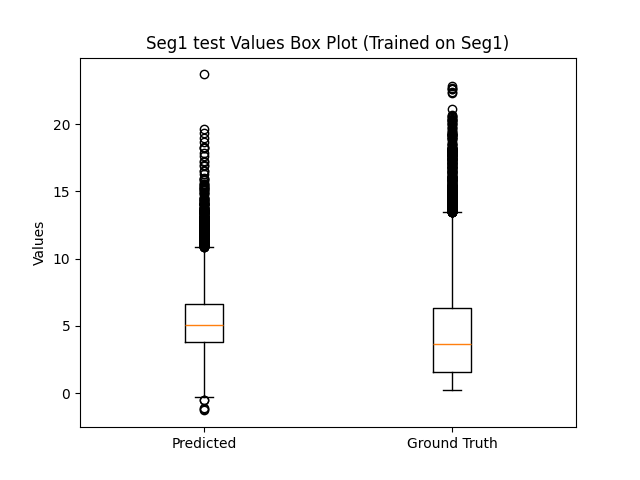 Seg1 test Values Box Plot (Trained on Seg1)
Values
20
15
10
5
0
Predicted
Ground Truth